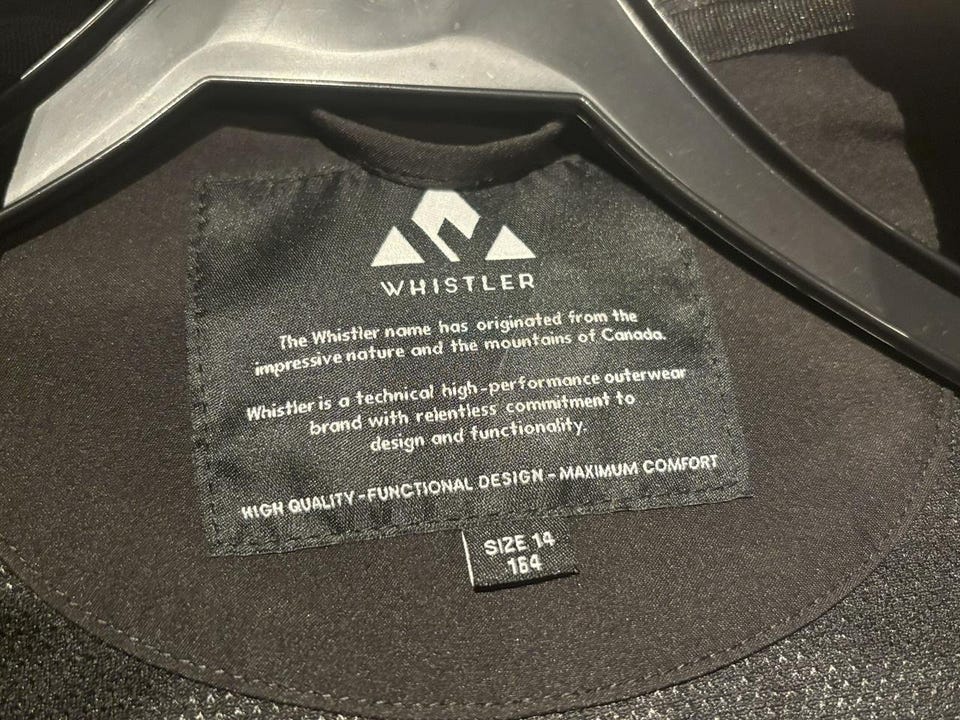 WHISTLER
The Whistler name has originated from the
impressive nature and the mountains of Canada.
Whistler is a technical high-performance outerwear
brand with relentless commitment to
design and functionality.
HIGH QUALITY - FUNCTIONAL DESIGN - MAXIMUM COMFORT
SIZE 14
164